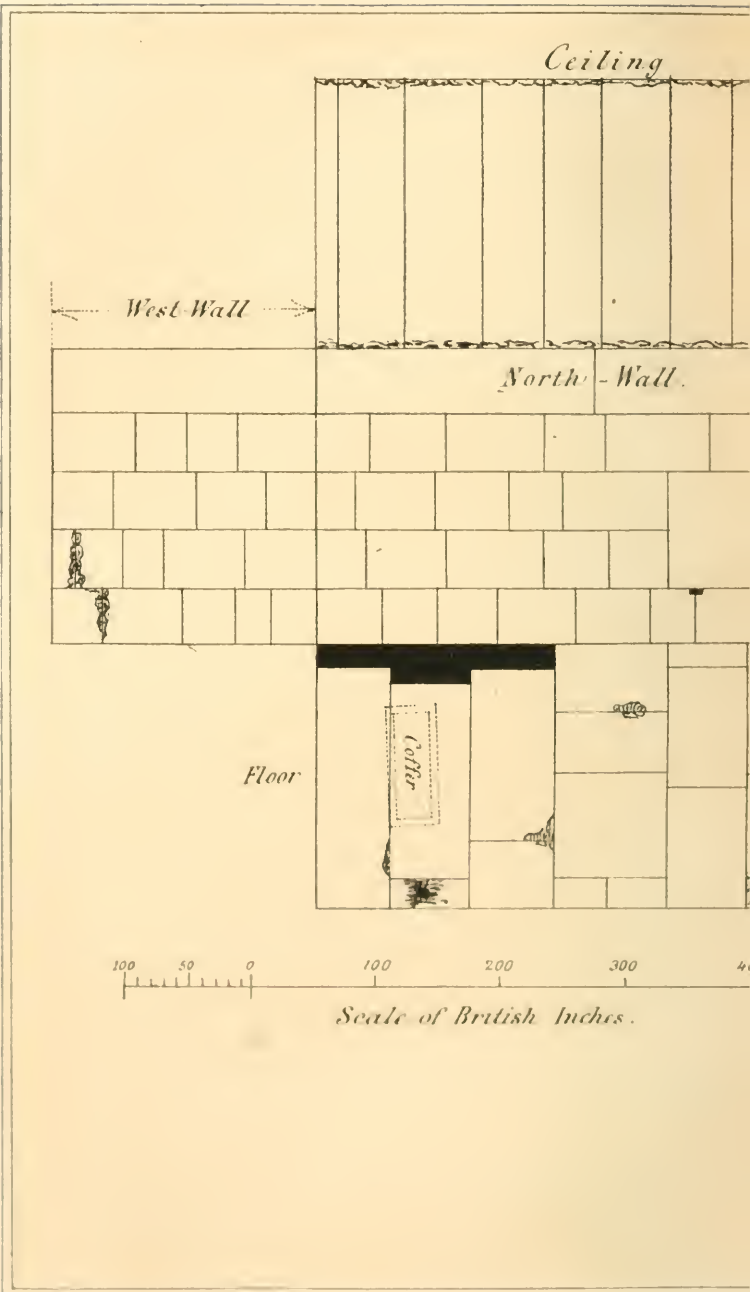 Ceiling
West Wall
North - Wall.
Coffer
Floor
100 50 0 100 200 300
Scale of British Inches.